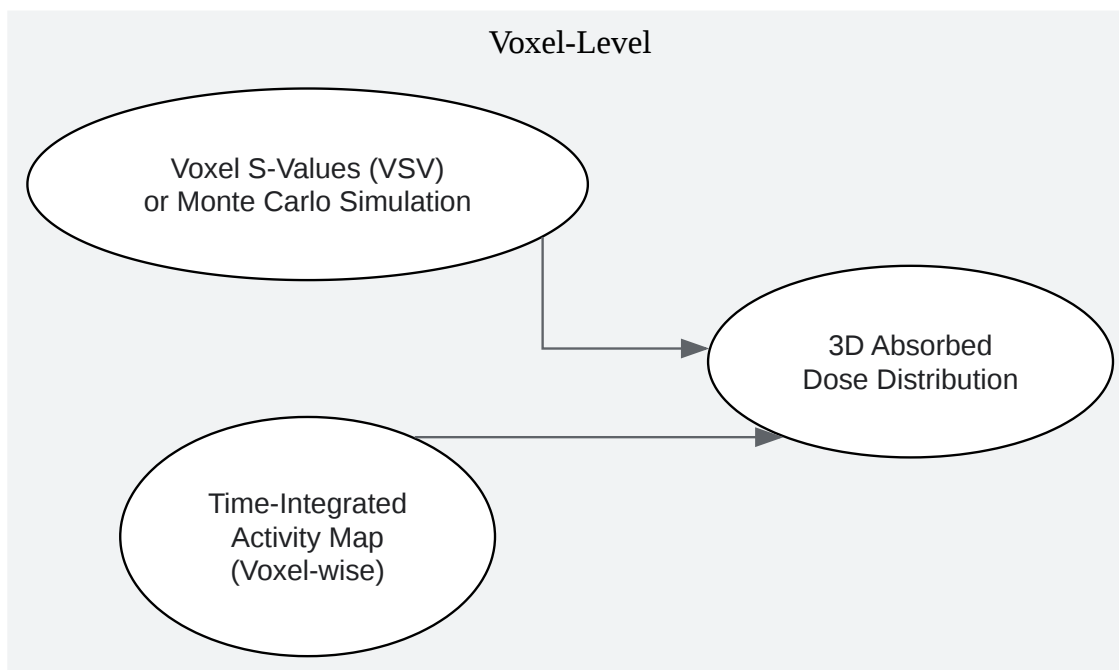 Voxel-Level
Voxel S-Values (VSV)
or Monte Carlo Simulation
3D Absorbed
Dose Distribution
Time-Integrated
Activity Map
(Voxel-wise)